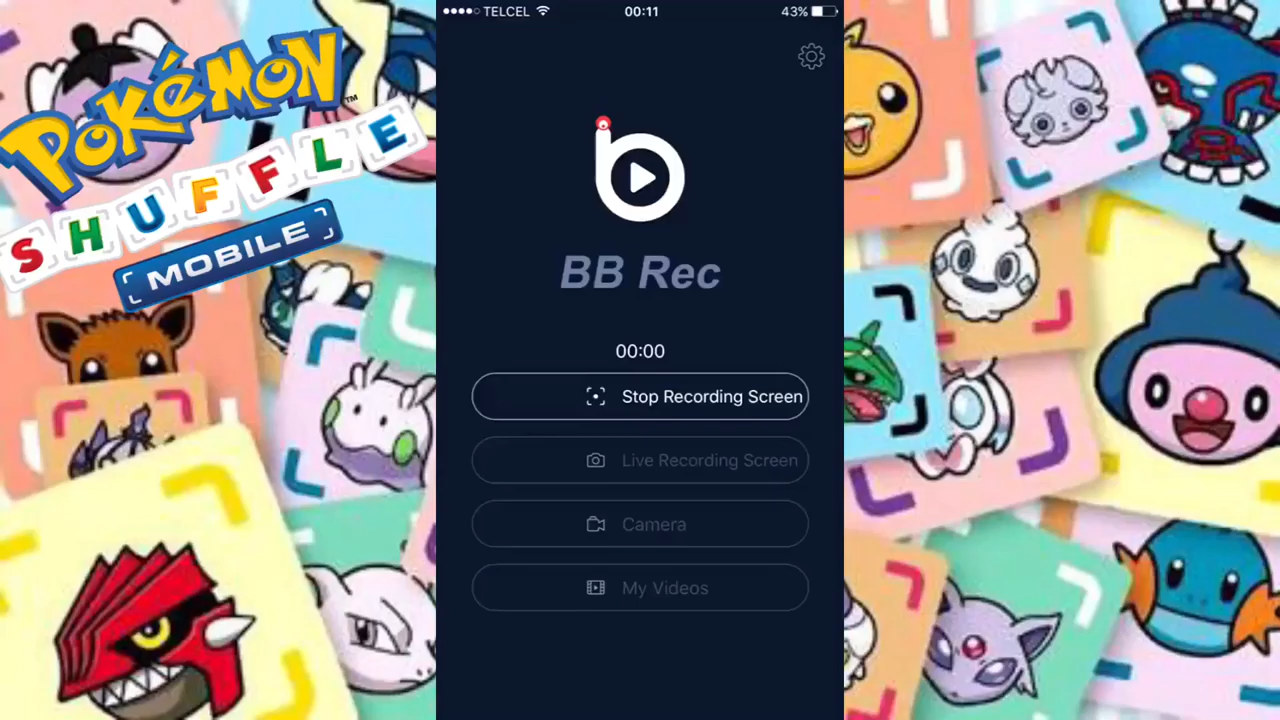 TELCEL 00:11 43%
POKéMON™
SHUFFLE
MOBILE
b
BB Rec
00:00
Stop Recording Screen
Live Recording Screen
Camera
My Videos